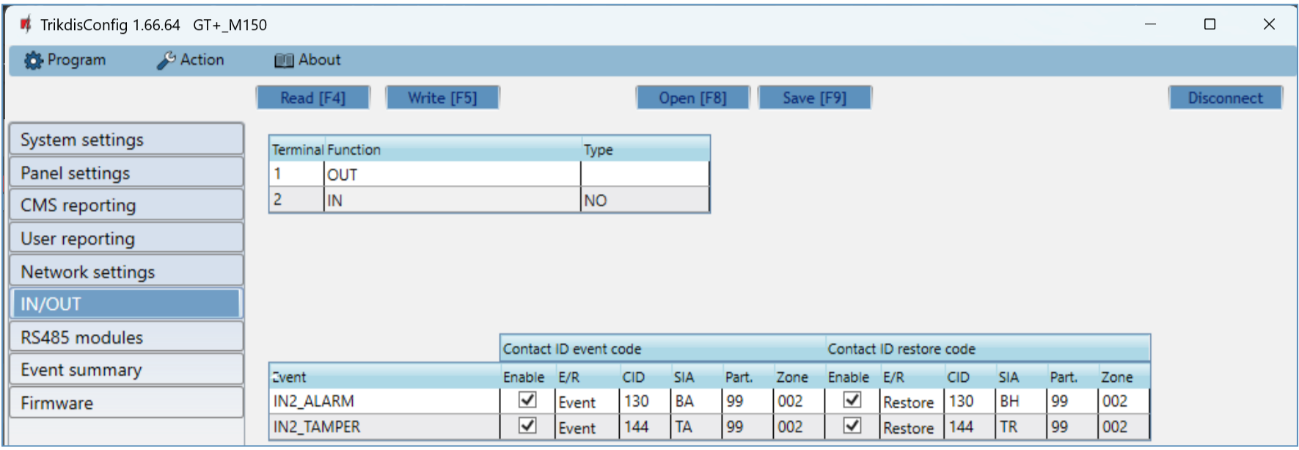 TrikdisConfig 1.66.64 GT+_M150
Program Action About
Read [F4] Write [F5] Open [F8] Save [F9] Disconnect
System settings
Panel settings
CMS reporting
User reporting
Network settings
IN/OUT
RS485 modules
Event summary
Firmware
Terminal Function Type
1 OUT
2 IN NO
Contact ID event code Contact ID restore code
Event Enable E/R CID SIA Part. Zone Enable E/R CID SIA Part. Zone
IN2_ALARM Event 130 BA 99 002 Restore 130 BH 99 002
IN2_TAMPER Event 144 TA 99 002 Restore 144 TR 99 002